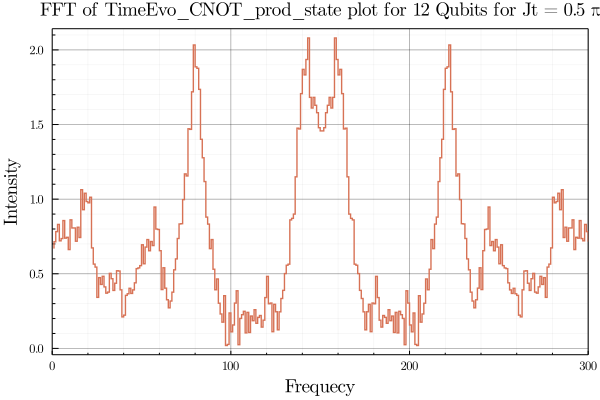 FFT of TimeEvo_CNOT_prod_state plot for 12 Qubits for Jt = 0.5 π
2.0
1.5
1.0
0.5
0.0
Intensity
0 100 200 300
Frequecy